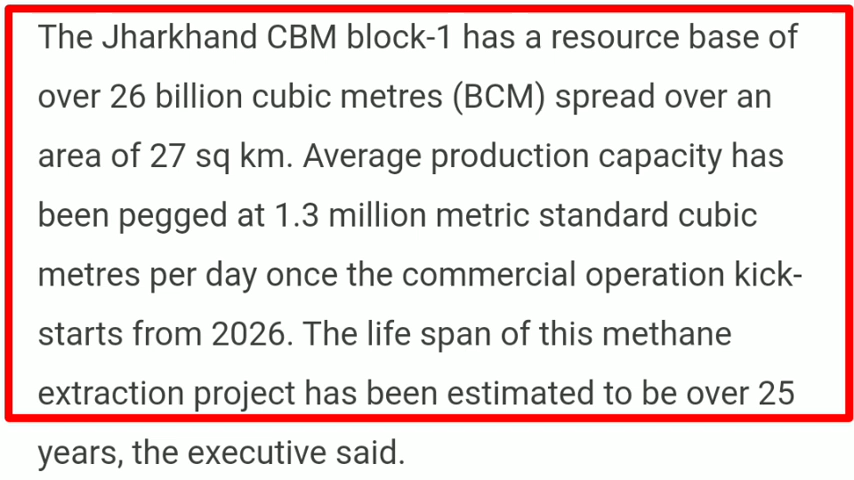 The Jharkhand CBM block-1 has a resource base of
over 26 billion cubic metres (BCM) spread over an
area of 27 sq km. Average production capacity has
been pegged at 1.3 million metric standard cubic
metres per day once the commercial operation kick-
starts from 2026. The life span of this methane
extraction project has been estimated to be over 25
years, the executive said.